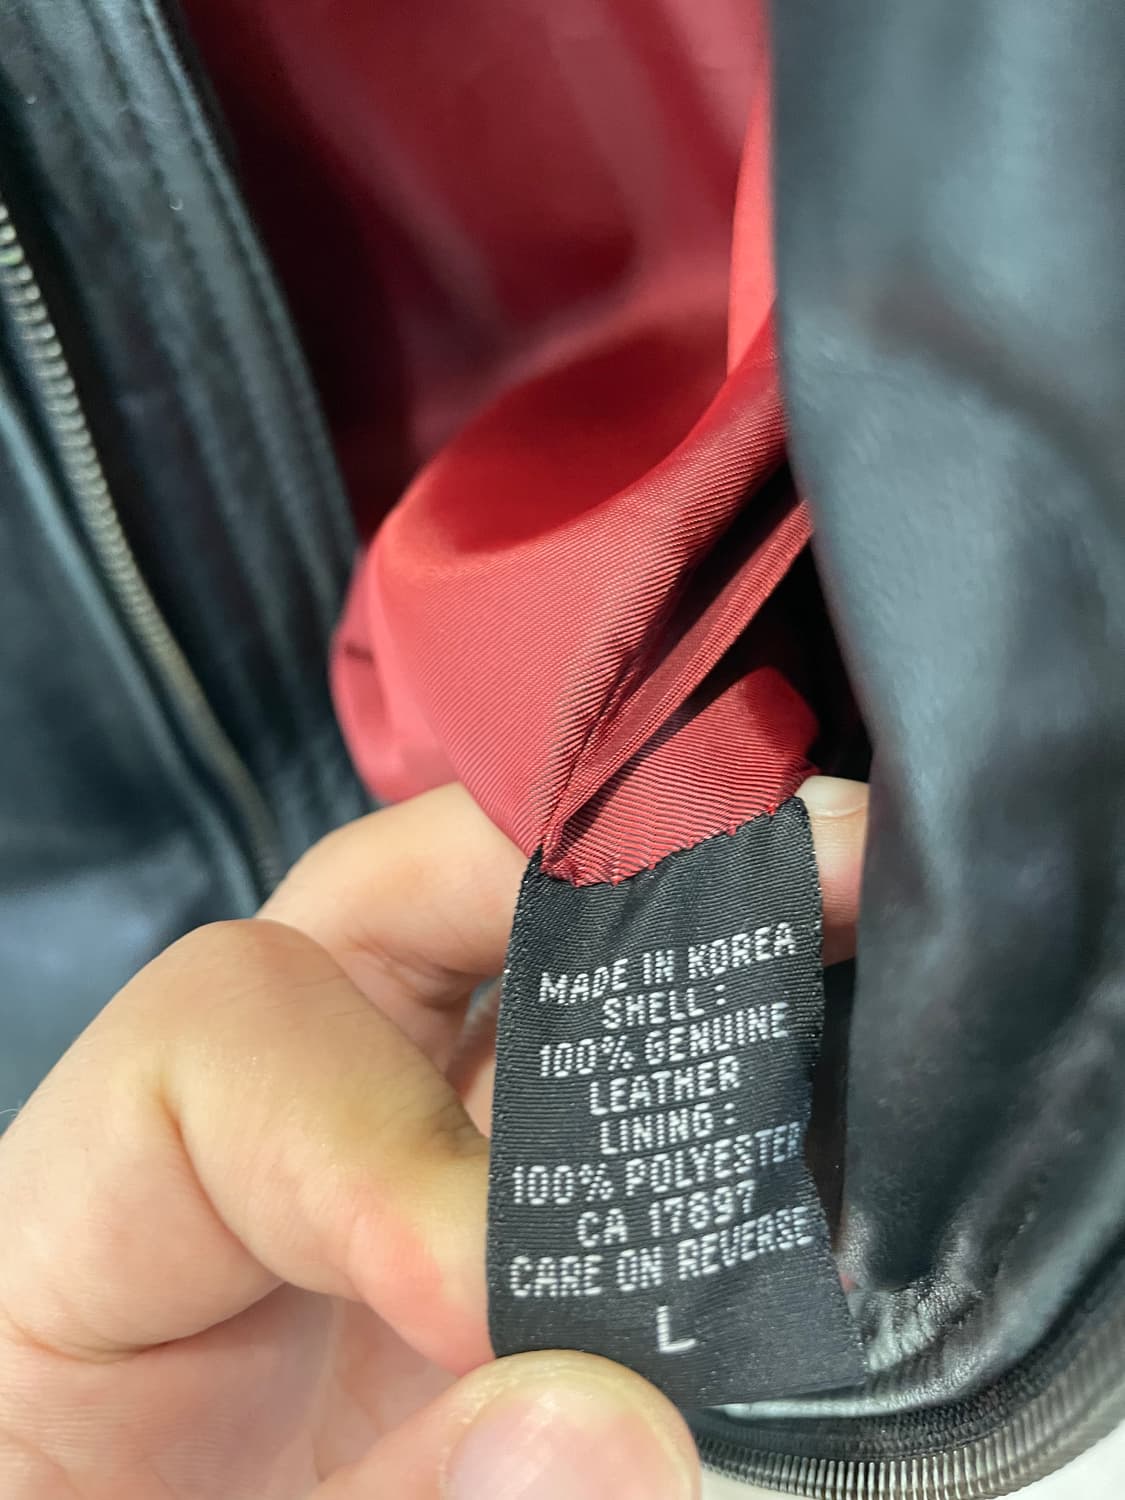 MADE IN KOREA
SHELL :
100% GENUINE
LEATHER
LINING :
100% POLYESTER
CA 17897
CARE ON REVERSE
L